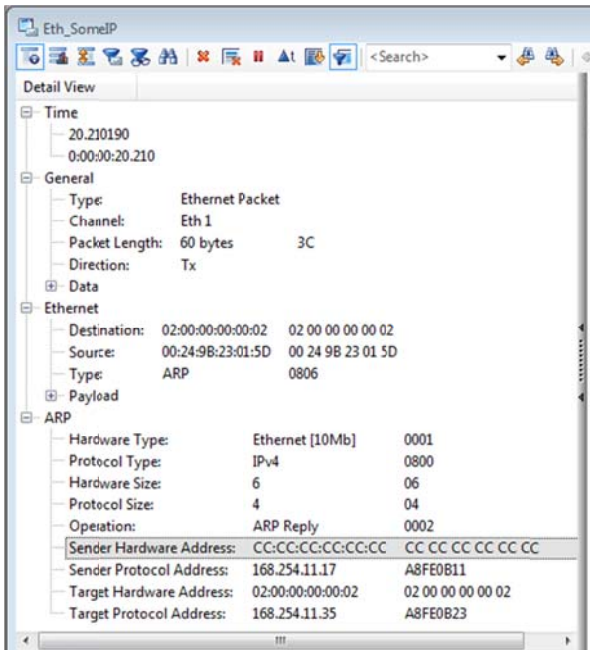 Eth_SomeIP
<Search>
Detail View
Time
20.210190
0:00:00:20.210
General
Type: Ethernet Packet
Channel: Eth 1
Packet Length: 60 bytes 3C
Direction: Tx
Data
Ethernet
Destination: 02:00:00:00:00:02 02 00 00 00 00 02
Source: 00:24:9B:23:01:5D 00 24 9B 23 01 5D
Type: ARP 0806
Payload
ARP
Hardware Type: Ethernet [10Mb] 0001
Protocol Type: IPv4 0800
Hardware Size: 6 06
Protocol Size: 4 04
Operation: ARP Reply 0002
Sender Hardware Address: CC:CC:CC:CC:CC:CC CC CC CC CC CC CC
Sender Protocol Address: 168.254.11.17 A8FE0B11
Target Hardware Address: 02:00:00:00:00:02 02 00 00 00 00 02
Target Protocol Address: 168.254.11.35 A8FE0B23